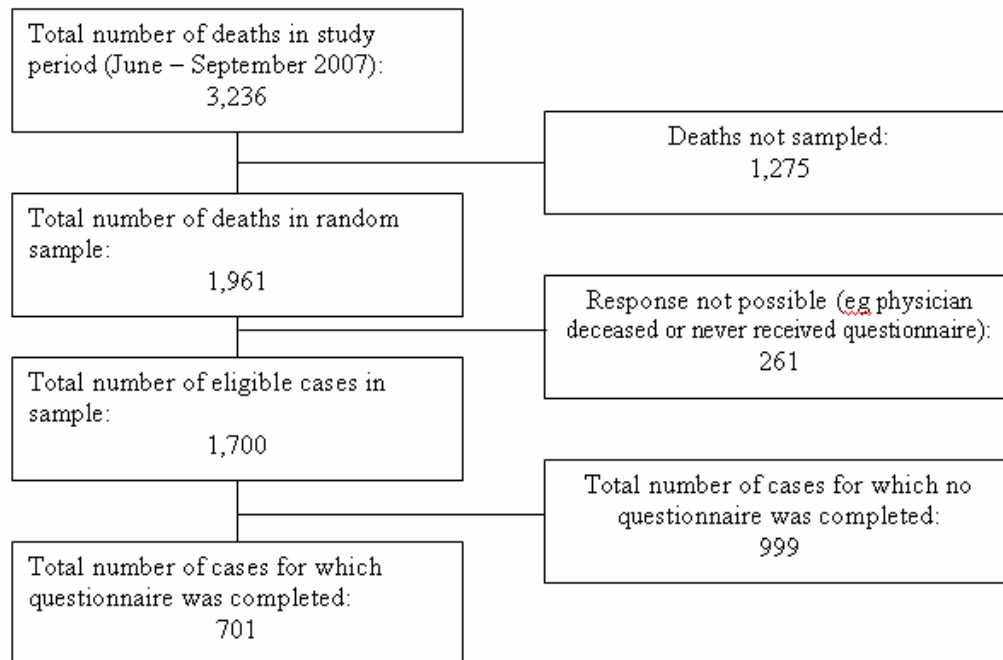 Total number of deaths in study
period (June – September 2007):
3,236
Deaths not sampled:
1,275
Total number of deaths in random
sample:
1,961
Response not possible (eg physician
deceased or never received questionnaire):
261
Total number of eligible cases in
sample:
1,700
Total number of cases for which no
questionnaire was completed:
999
Total number of cases for which
questionnaire was completed:
701